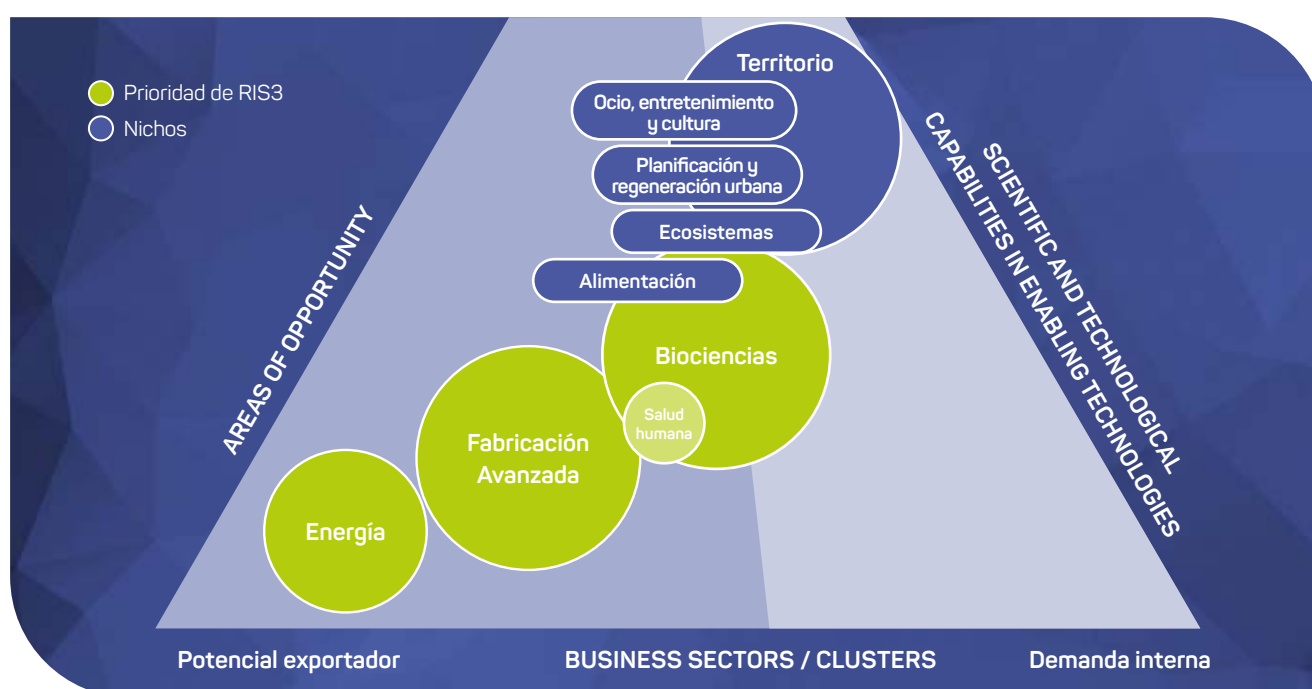 Prioridad de RIS3
Nichos
Territorio
Ocio, entretenimiento
y cultura
Planificación y
regeneración urbana
Ecosistemas
Alimentación
Biociencias
Salud
humana
Fabricación
Avanzada
Energía
AREAS OF OPPORTUNITY
SCIENTIFIC AND TECHNOLOGICAL
CAPABILITIES IN ENABLING TECHNOLOGIES
Potencial exportador
BUSINESS SECTORS / CLUSTERS
Demanda interna